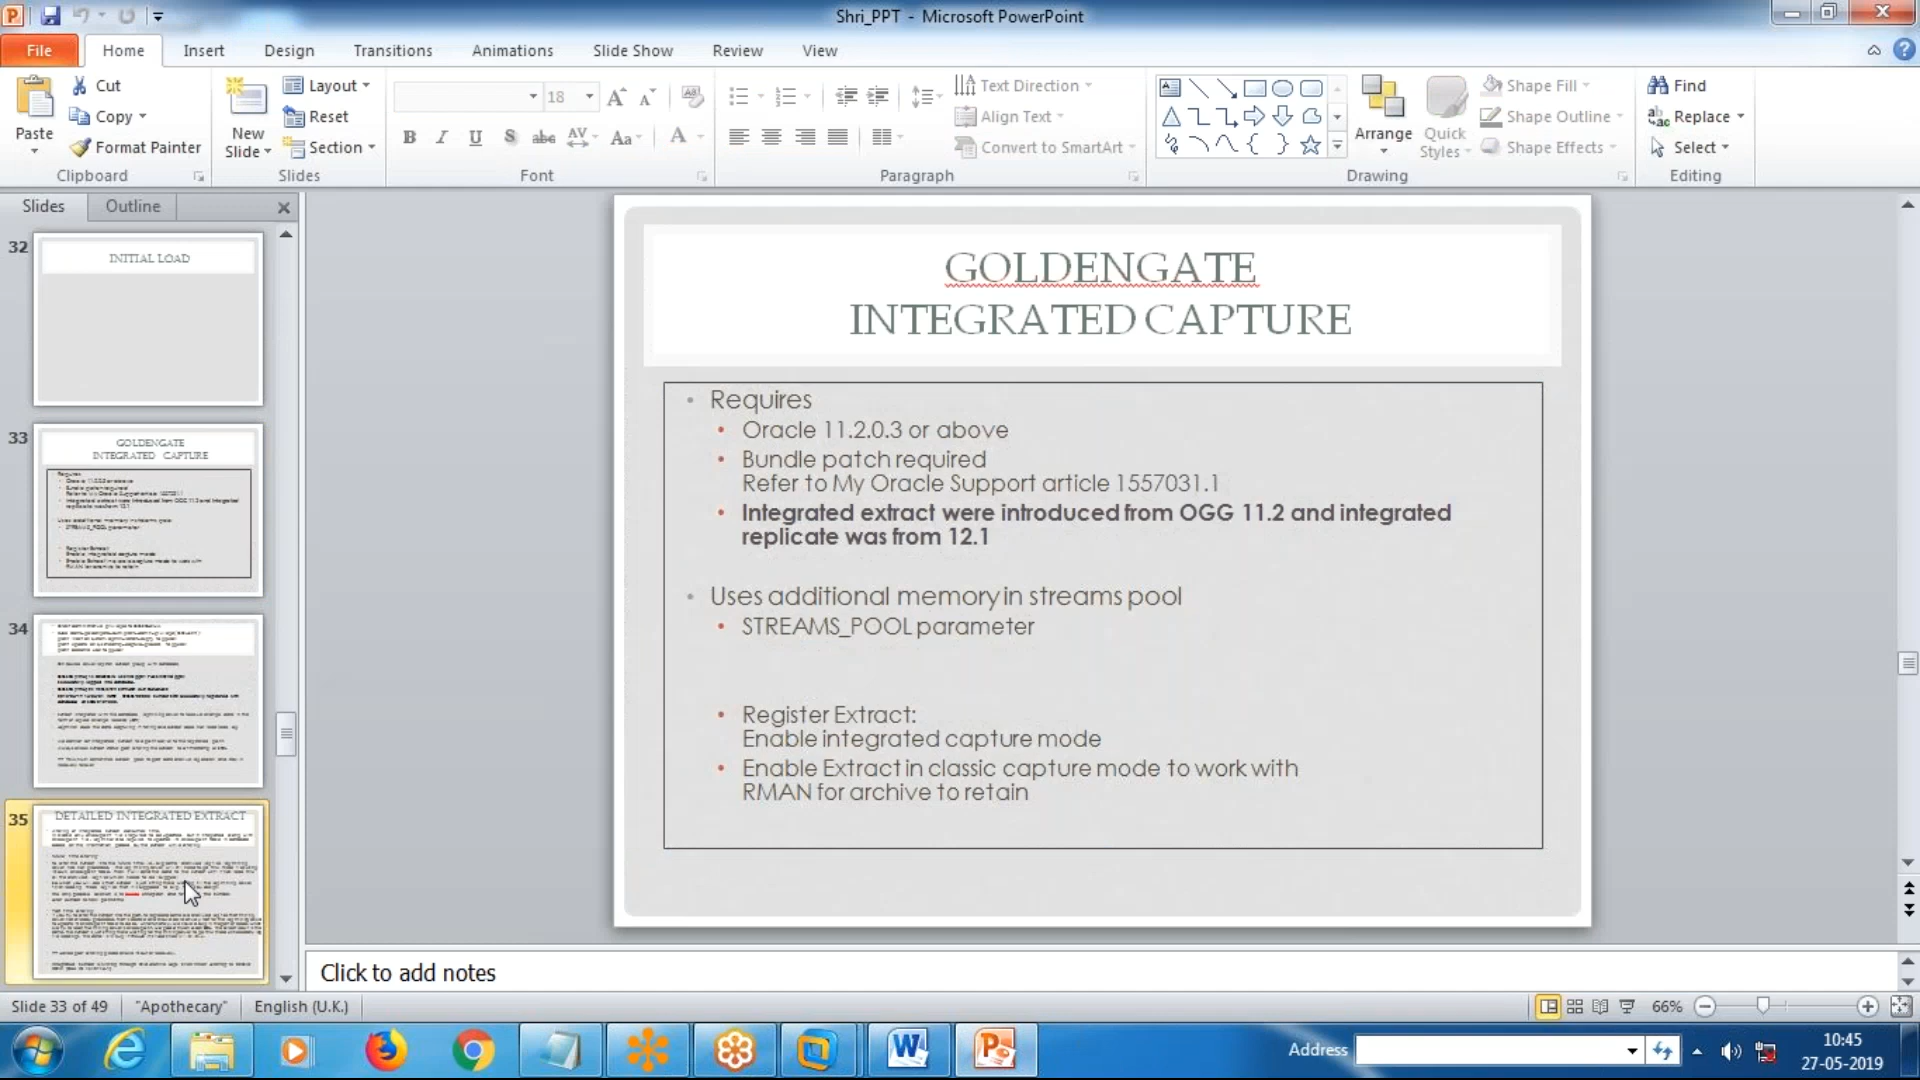 Shri_PPT - Microsoft PowerPoint
File Home Insert Design Transitions Animations Slide Show Review View
Paste
Cut
Copy
Format Painter
Clipboard
New
Slide
Layout
Reset
Section
Slides
18
Font
Text Direction
Align Text
Convert to SmartArt
Paragraph
Arrange
Quick
Styles
Shape Fill
Shape Outline
Shape Effects
Drawing
Find
Replace
Select
Editing
Slides Outline
32
INITIAL LOAD
33
GOLDENGATE
INTEGRATED CAPTURE
34
35
DETAILED INTEGRATED EXTRACT
GOLDENGATE
INTEGRATED CAPTURE
• Requires
• Oracle 11.2.0.3 or above
• Bundle patch required
Refer to My Oracle Support article 1557031.1
• Integrated extract were introduced from OGG 11.2 and integrated
replicate was from 12.1
• Uses additional memory in streams pool
• STREAMS_POOL parameter
• Register Extract:
Enable integrated capture mode
• Enable Extract in classic capture mode to work with
RMAN for archive to retain
Click to add notes
Slide 33 of 49 "Apothecary" English (U.K.) 66%
Address
10:45
27-05-2019